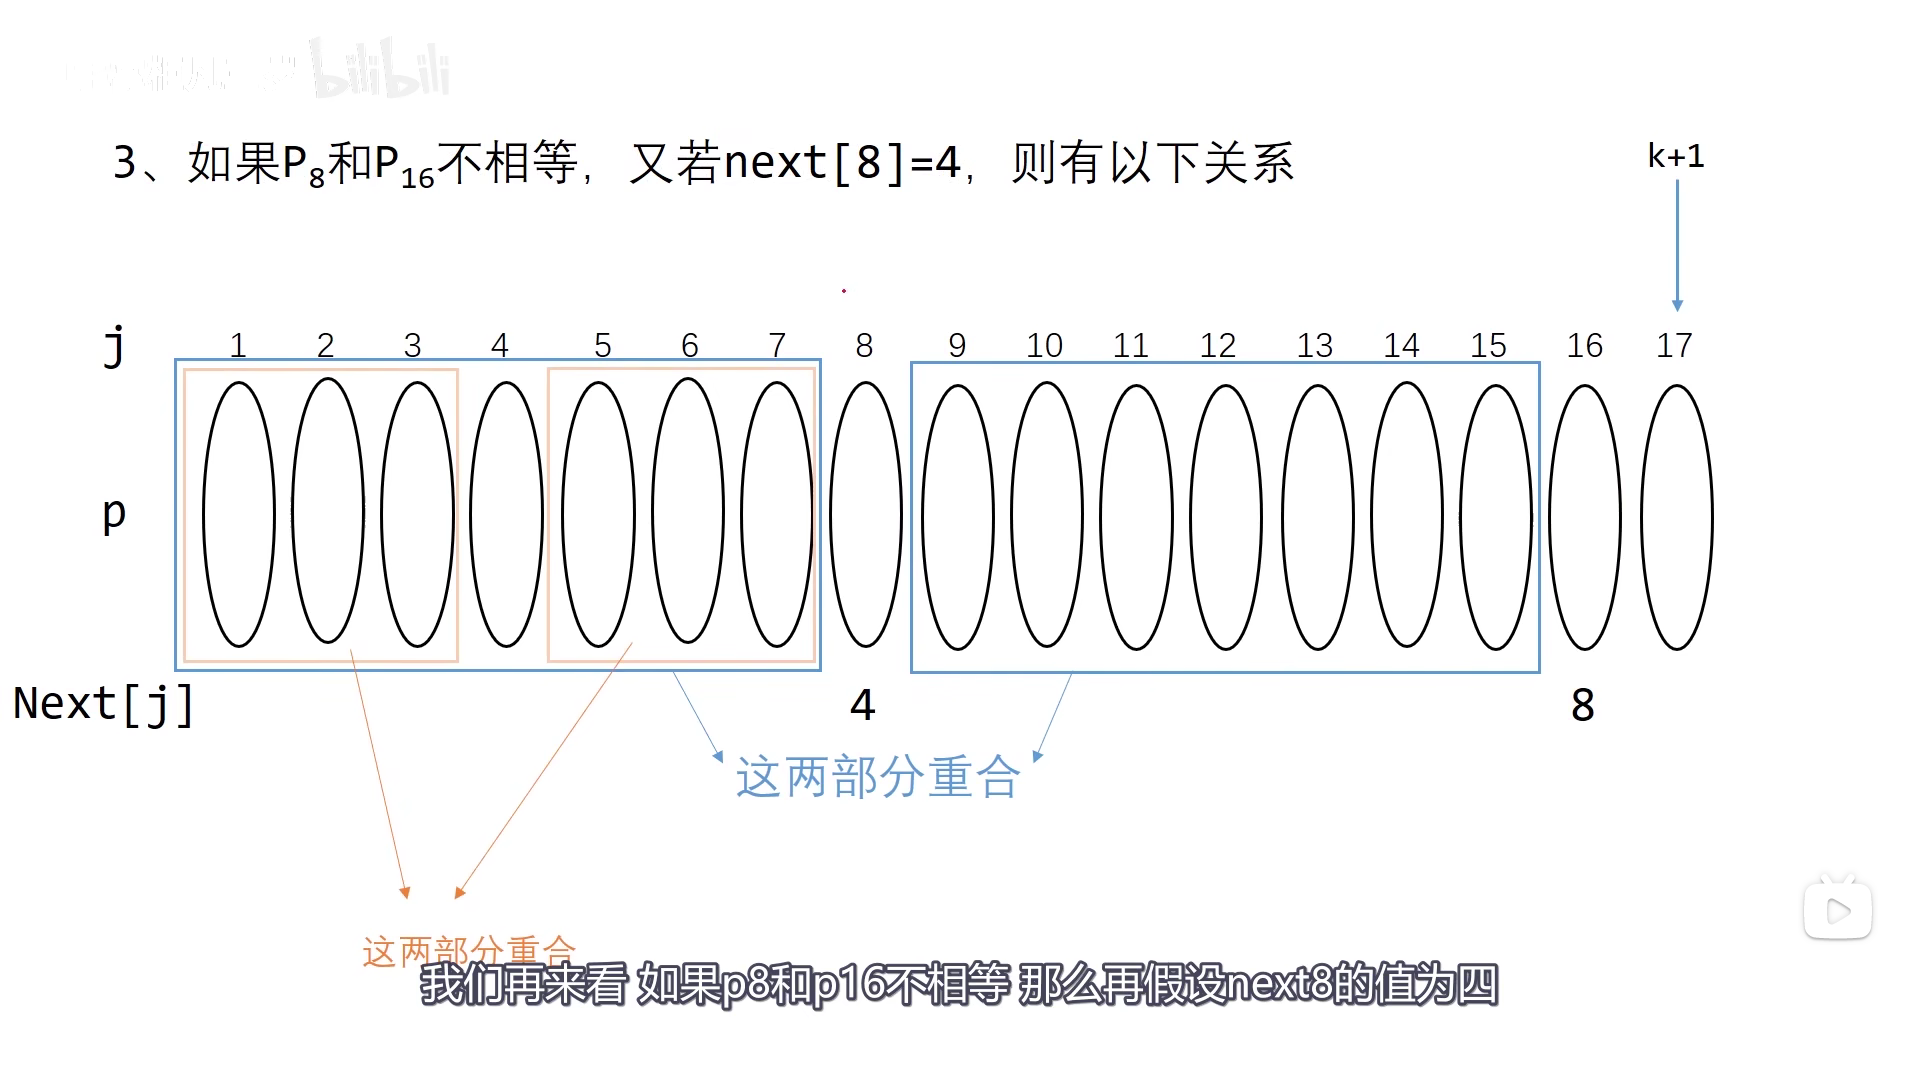 bilibili
3、如果P8和P16不相等，又若next[8]=4，则有以下关系
k+1
j 1 2 3 4 5 6 7 8 9 10 11 12 13 14 15 16 17
p
Next[j] 4 8
这两部分重合
这两部分重合
我们再来看 如果p8和p16不相等 那么再假设next8的值为四